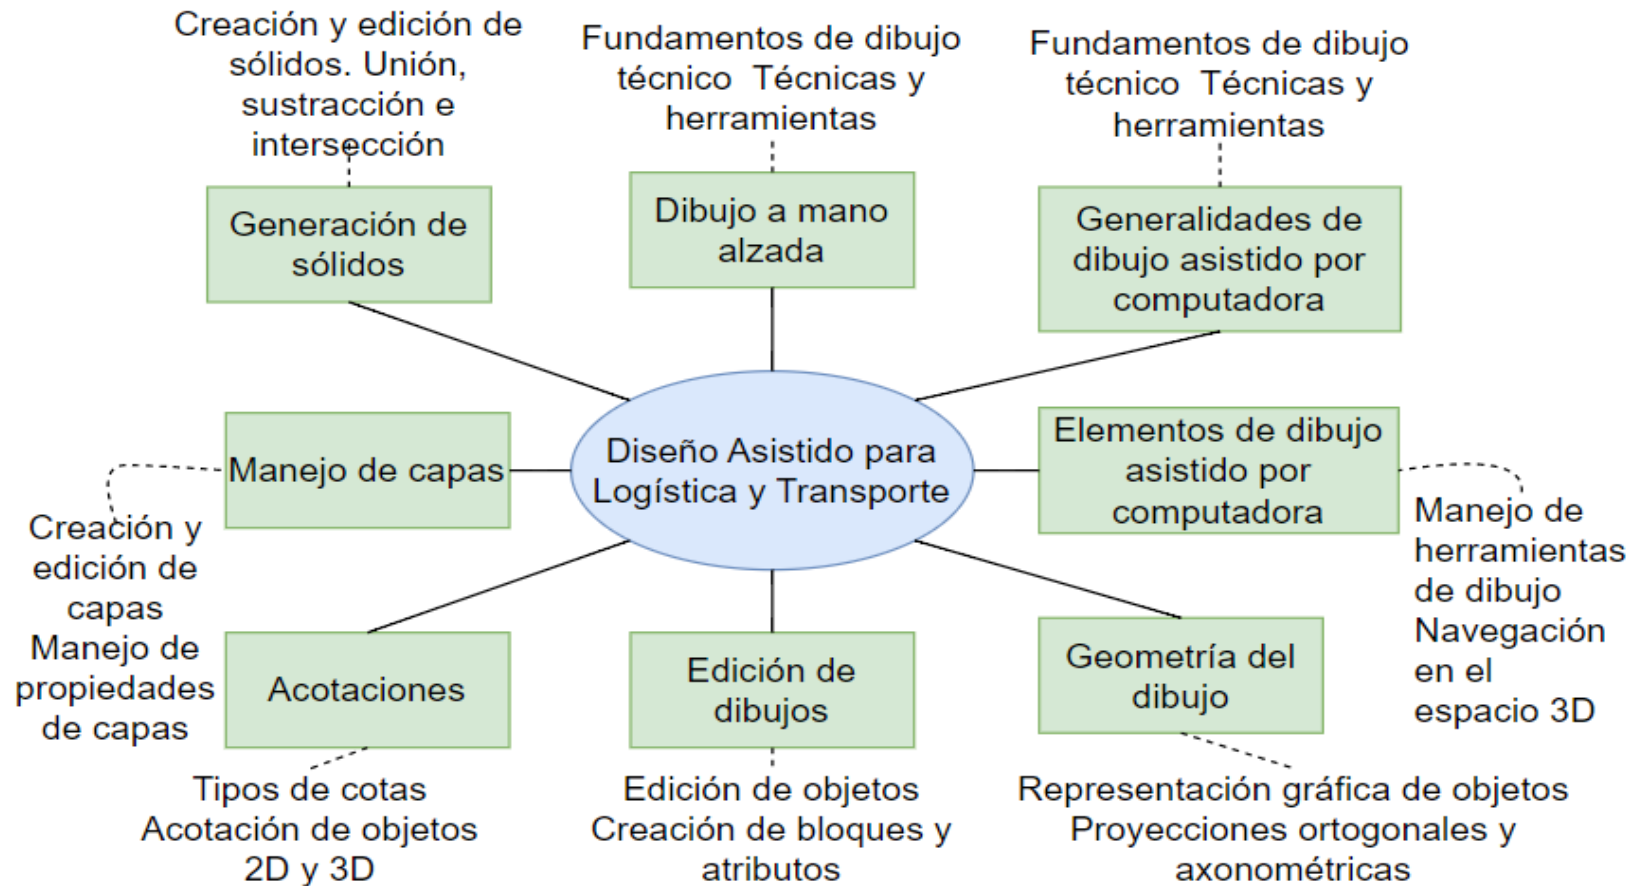 Creación y edición de
sólidos. Unión,
sustracción e
intersección
Fundamentos de dibujo
técnico  Técnicas y
herramientas
Fundamentos de dibujo
técnico  Técnicas y
herramientas
Generación de
sólidos
Dibujo a mano
alzada
Generalidades de
dibujo asistido por
computadora
Manejo de capas
Diseño Asistido para
Logística y Transporte
Elementos de dibujo
asistido por
computadora
Creación y
edición de
capas
Manejo de
propiedades
de capas
Manejo de
herramientas
de dibujo
Navegación
en el
espacio 3D
Acotaciones
Edición de
dibujos
Geometría del
dibujo
Tipos de cotas
Acotación de objetos
2D y 3D
Edición de objetos
Creación de bloques y
atributos
Representación gráfica de objetos
Proyecciones ortogonales y
axonométricas